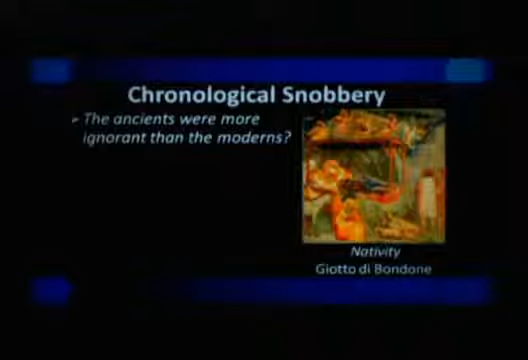 Chronological Snobbery
➢ The ancients were more
ignorant than the moderns?
Nativity
Giotto di Bondone